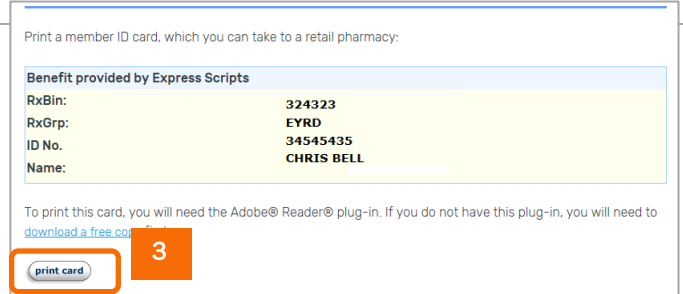 Print a member ID card, which you can take to a retail pharmacy:
Benefit provided by Express Scripts
RxBin: 324323
RxGrp: EYRD
ID No. 34545435
Name: CHRIS BELL
To print this card, you will need the Adobe® Reader® plug-in. If you do not have this plug-in, you will need to
download a free
3
print card